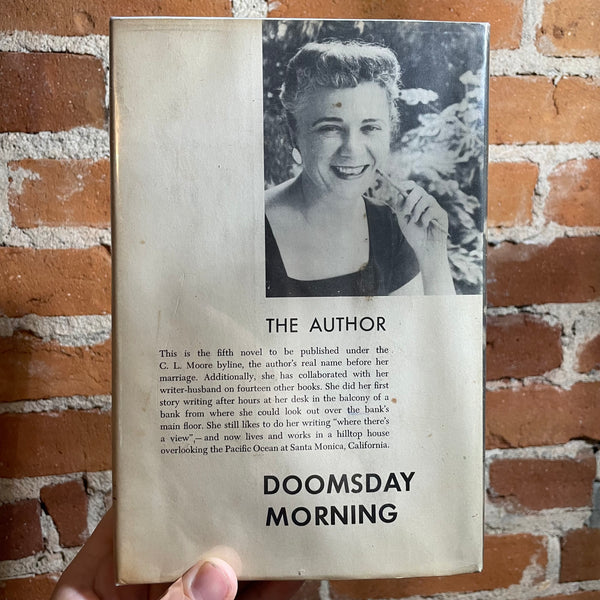 THE AUTHOR
This is the fifth novel to be published under the
C. L. Moore byline, the author's real name before her
marriage. Additionally, she has collaborated with her
writer-husband on fourteen other books. She did her first
story writing after hours at her desk in the balcony of a
bank from where she could look out over the bank's
main floor. She still likes to do her writing "where there's
a view",—and now lives and works in a hilltop house
overlooking the Pacific Ocean at Santa Monica, California.
DOOMSDAY
MORNING